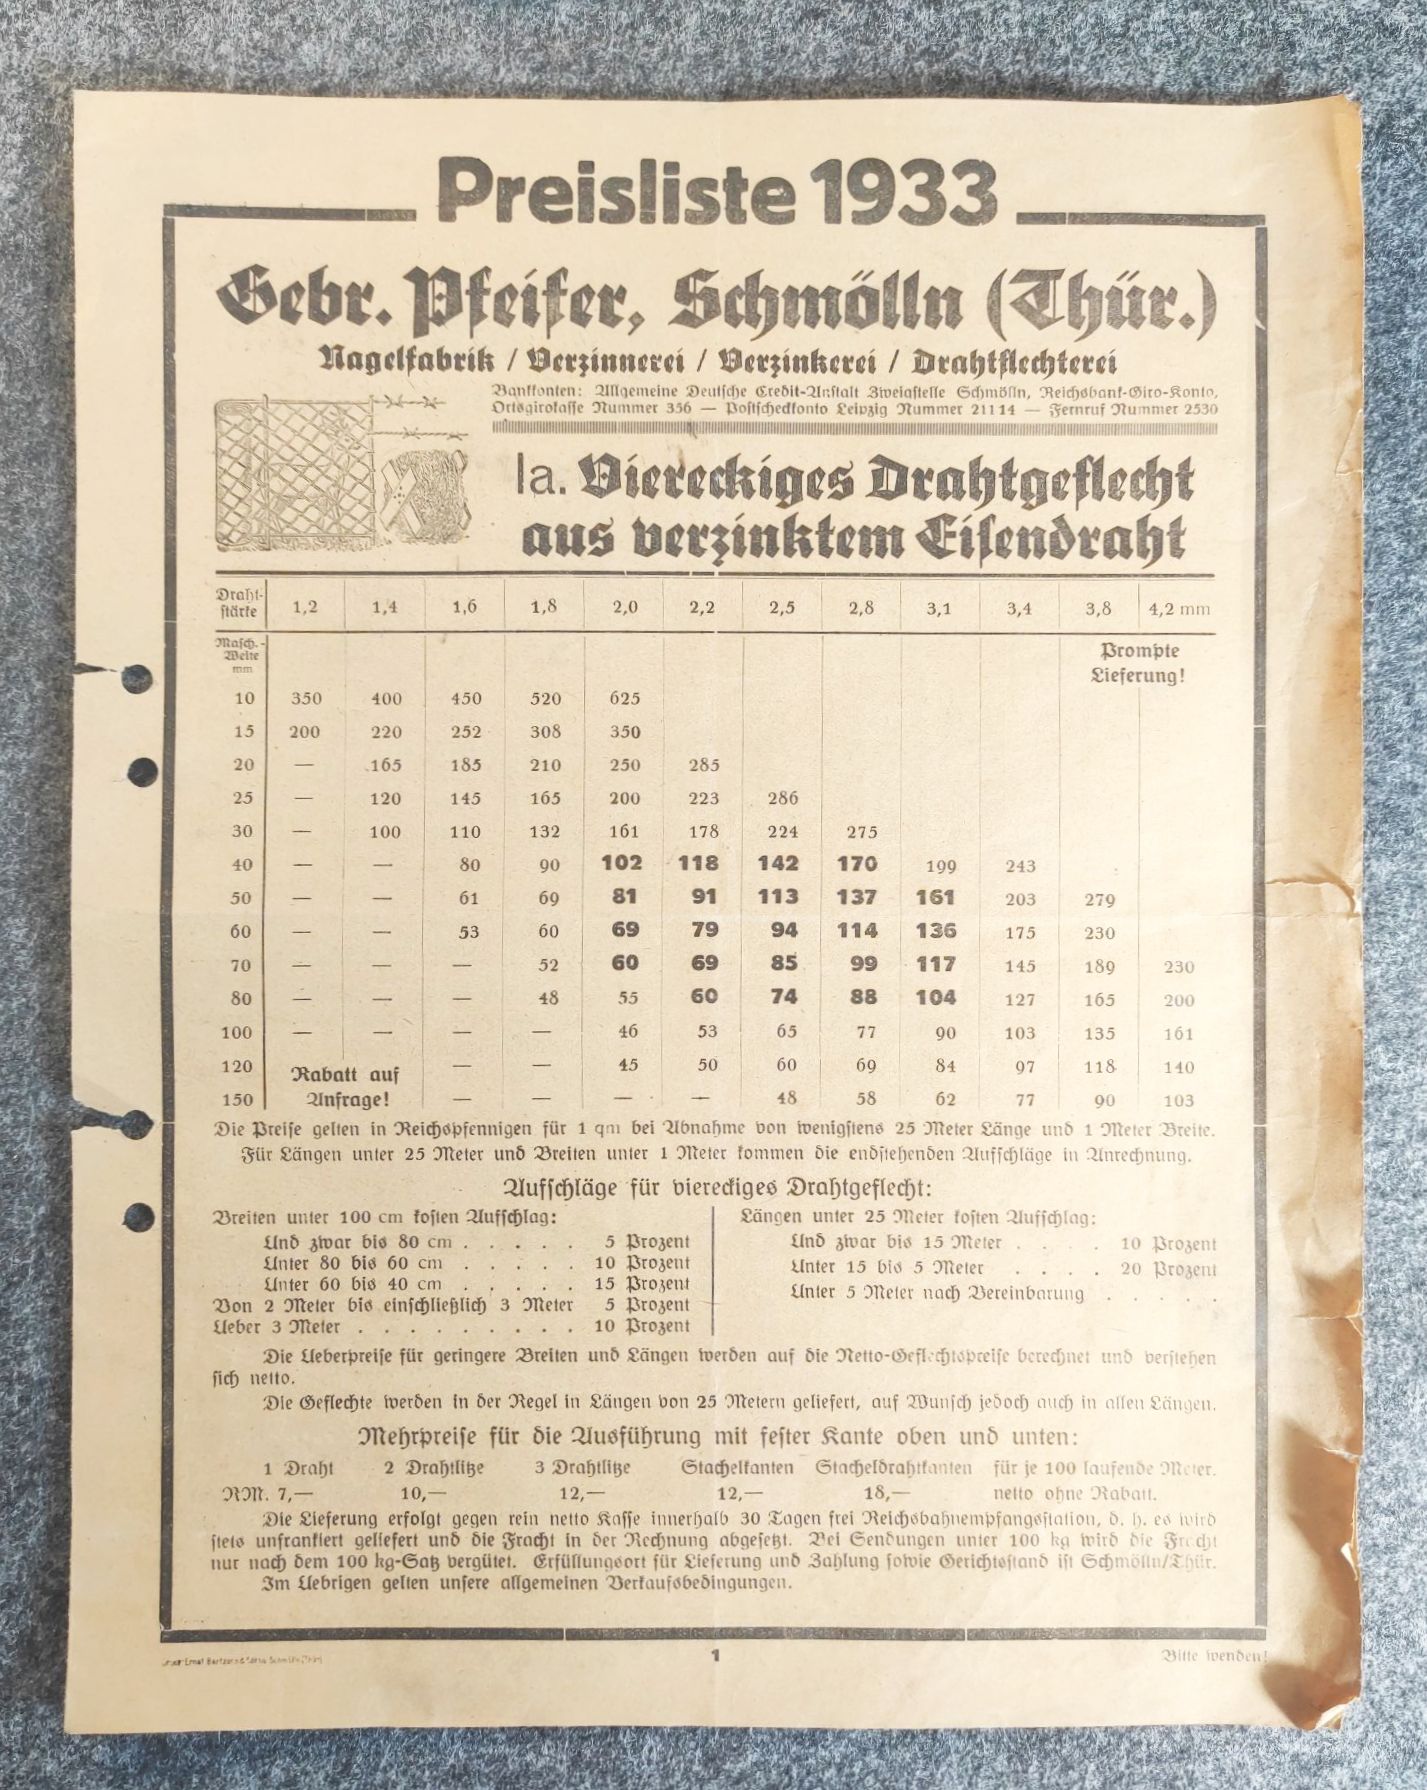 Preisliste 1933
Gebr. Pfeifer, Schmölln (Thür.)
Nagelfabrik / Verzinnerei / Verzinkerei / Drahtflechterei
Bankkonten: Allgemeine Deutsche Credit-Anstalt Zweigstelle Schmölln, Reichsbank-Giro-Konto,
Ortsgirokasse Nummer 356 — Postscheckkonto Leipzig Nummer 21114 — Fernruf Nummer 2530
Ia. Viereckiges Drahtgeflecht
aus verzinktem Eisendraht
Draht-stärke 1,2 1,4 1,6 1,8 2,0 2,2 2,5 2,8 3,1 3,4 3,8 4,2 mm
Masch.-Weite mm Prompte Lieferung!
10 350 400 450 520 625
15 200 220 252 308 350
20 — 165 185 210 250 285
25 — 120 145 165 200 223 286
30 — 100 110 132 161 178 224 275
40 — — 80 90 102 118 142 170 199 243
50 — — 61 69 81 91 113 137 161 203 279
60 — — 53 60 69 79 94 114 136 175 230
70 — — — 52 60 69 85 99 117 145 189 230
80 — — — 48 55 60 74 88 104 127 165 200
100 — — — — 46 53 65 77 90 103 135 161
120 Rabatt auf — — 45 50 60 69 84 97 118 140
150 Anfrage! — — — — 48 58 62 77 90 103
Die Preise gelten in Reichspfennigen für 1 qm bei Abnahme von wenigstens 25 Meter Länge und 1 Meter Breite.
Für Längen unter 25 Meter und Breiten unter 1 Meter kommen die endstehenden Aufschläge in Anrechnung.
Aufschläge für viereckiges Drahtgeflecht:
Breiten unter 100 cm kosten Aufschlag:
Und zwar bis 80 cm . . . . . 5 Prozent
Unter 80 bis 60 cm . . . . . 10 Prozent
Unter 60 bis 40 cm . . . . . 15 Prozent
Von 2 Meter bis einschließlich 3 Meter 5 Prozent
Ueber 3 Meter . . . . . . . . . 10 Prozent
Längen unter 25 Meter kosten Aufschlag:
Und zwar bis 15 Meter . . . . 10 Prozent
Unter 15 bis 5 Meter . . . . 20 Prozent
Unter 5 Meter nach Vereinbarung . . . . .
Die Ueberpreise für geringere Breiten und Längen werden auf die Netto-Geflechtspreise berechnet und verstehen
sich netto.
Die Geflechte werden in der Regel in Längen von 25 Metern geliefert, auf Wunsch jedoch auch in allen Längen.
Mehrpreise für die Ausführung mit fester Kante oben und unten:
1 Draht 2 Drahtlitze 3 Drahtlitze Stachelkanten Stacheldrahtkanten für je 100 laufende Meter.
RM. 7,— 10,— 12,— 12,— 18,— netto ohne Rabatt.
Die Lieferung erfolgt gegen rein netto Kasse innerhalb 30 Tagen frei Reichsbahnempfangsstation, d. h. es wird
stets unfrankiert geliefert und die Fracht in der Rechnung abgesetzt. Bei Sendungen unter 100 kg wird die Fracht
nur nach dem 100 kg-Satz vergütet. Erfüllungsort für Lieferung und Zahlung sowie Gerichtsstand ist Schmölln/Thür.
Im Uebrigen gelten unsere allgemeinen Verkaufsbedingungen.
1
Bitte wenden!